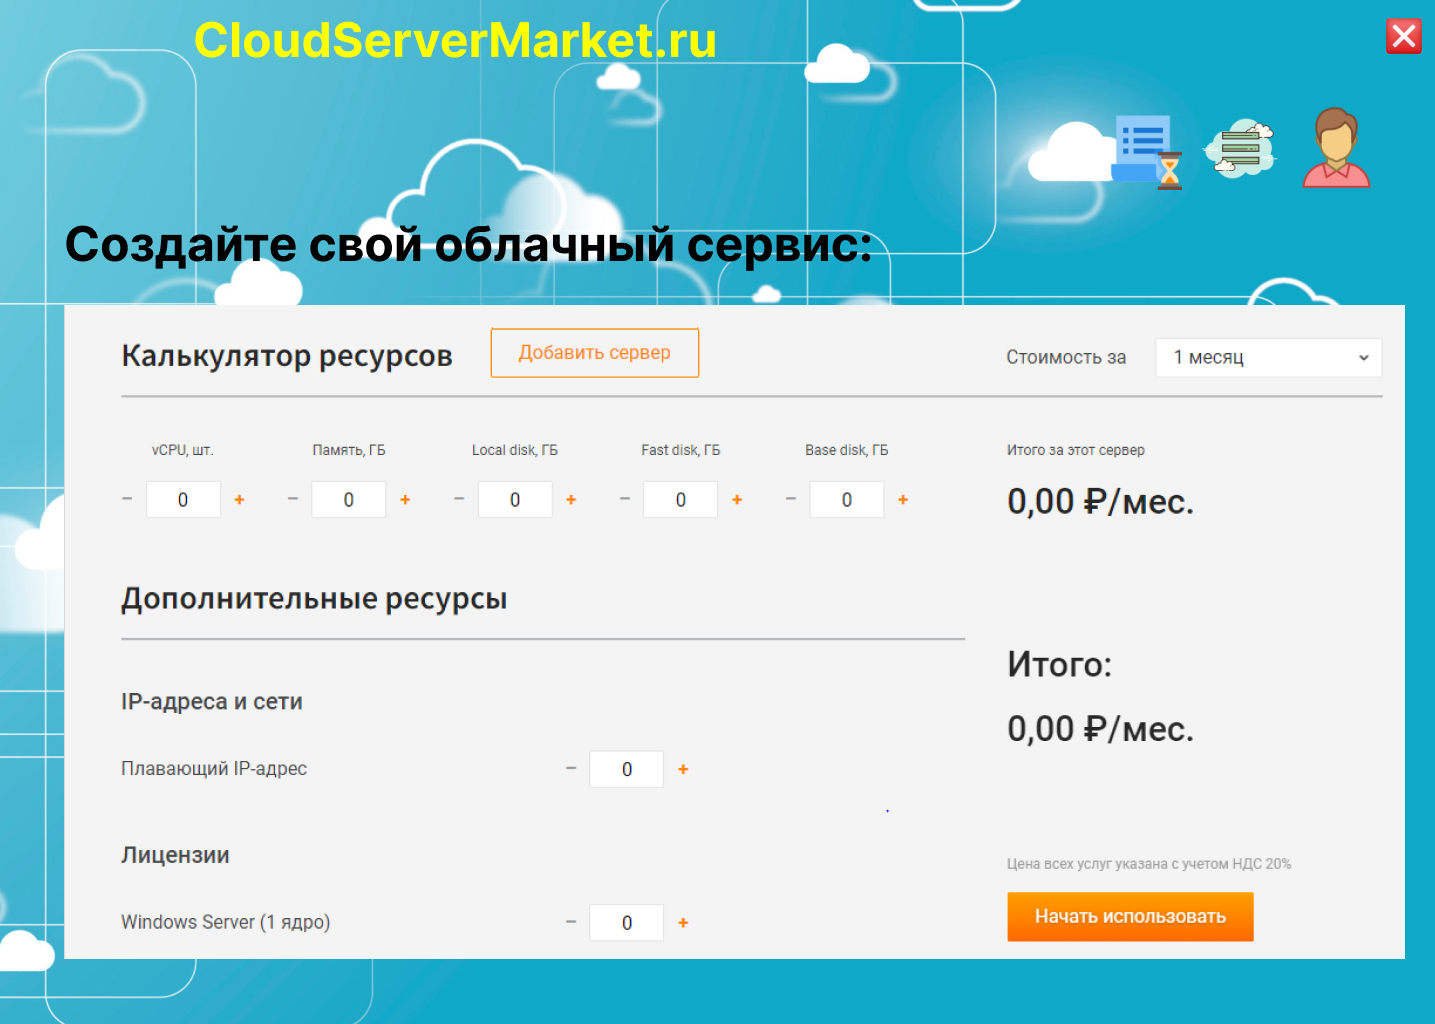 CloudServerMarket.ru
Создайте свой облачный сервис:
Калькулятор ресурсов
Добавить сервер
Стоимость за
1 месяц
vCPU, шт.
Память, ГБ
Local disk, ГБ
Fast disk, ГБ
Base disk, ГБ
Итого за этот сервер
− 0 +
− 0 +
− 0 +
− 0 +
− 0 +
0,00 ₽/мес.
Дополнительные ресурсы
Итого:
0,00 ₽/мес.
IP-адреса и сети
Плавающий IP-адрес
− 0 +
Лицензии
Цена всех услуг указана с учетом НДС 20%
Windows Server (1 ядро)
− 0 +
Начать использовать